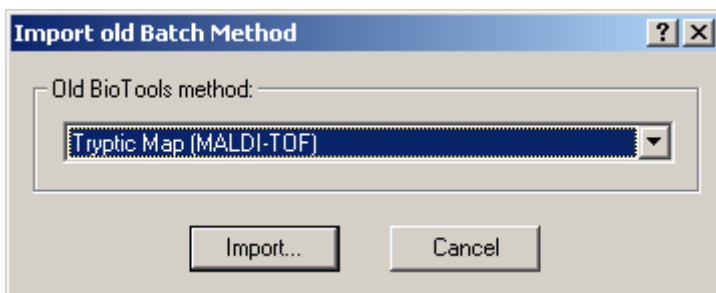 Import old Batch Method
Old BioTools method:
Tryptic Map (MALDI-TOF)
Import... Cancel